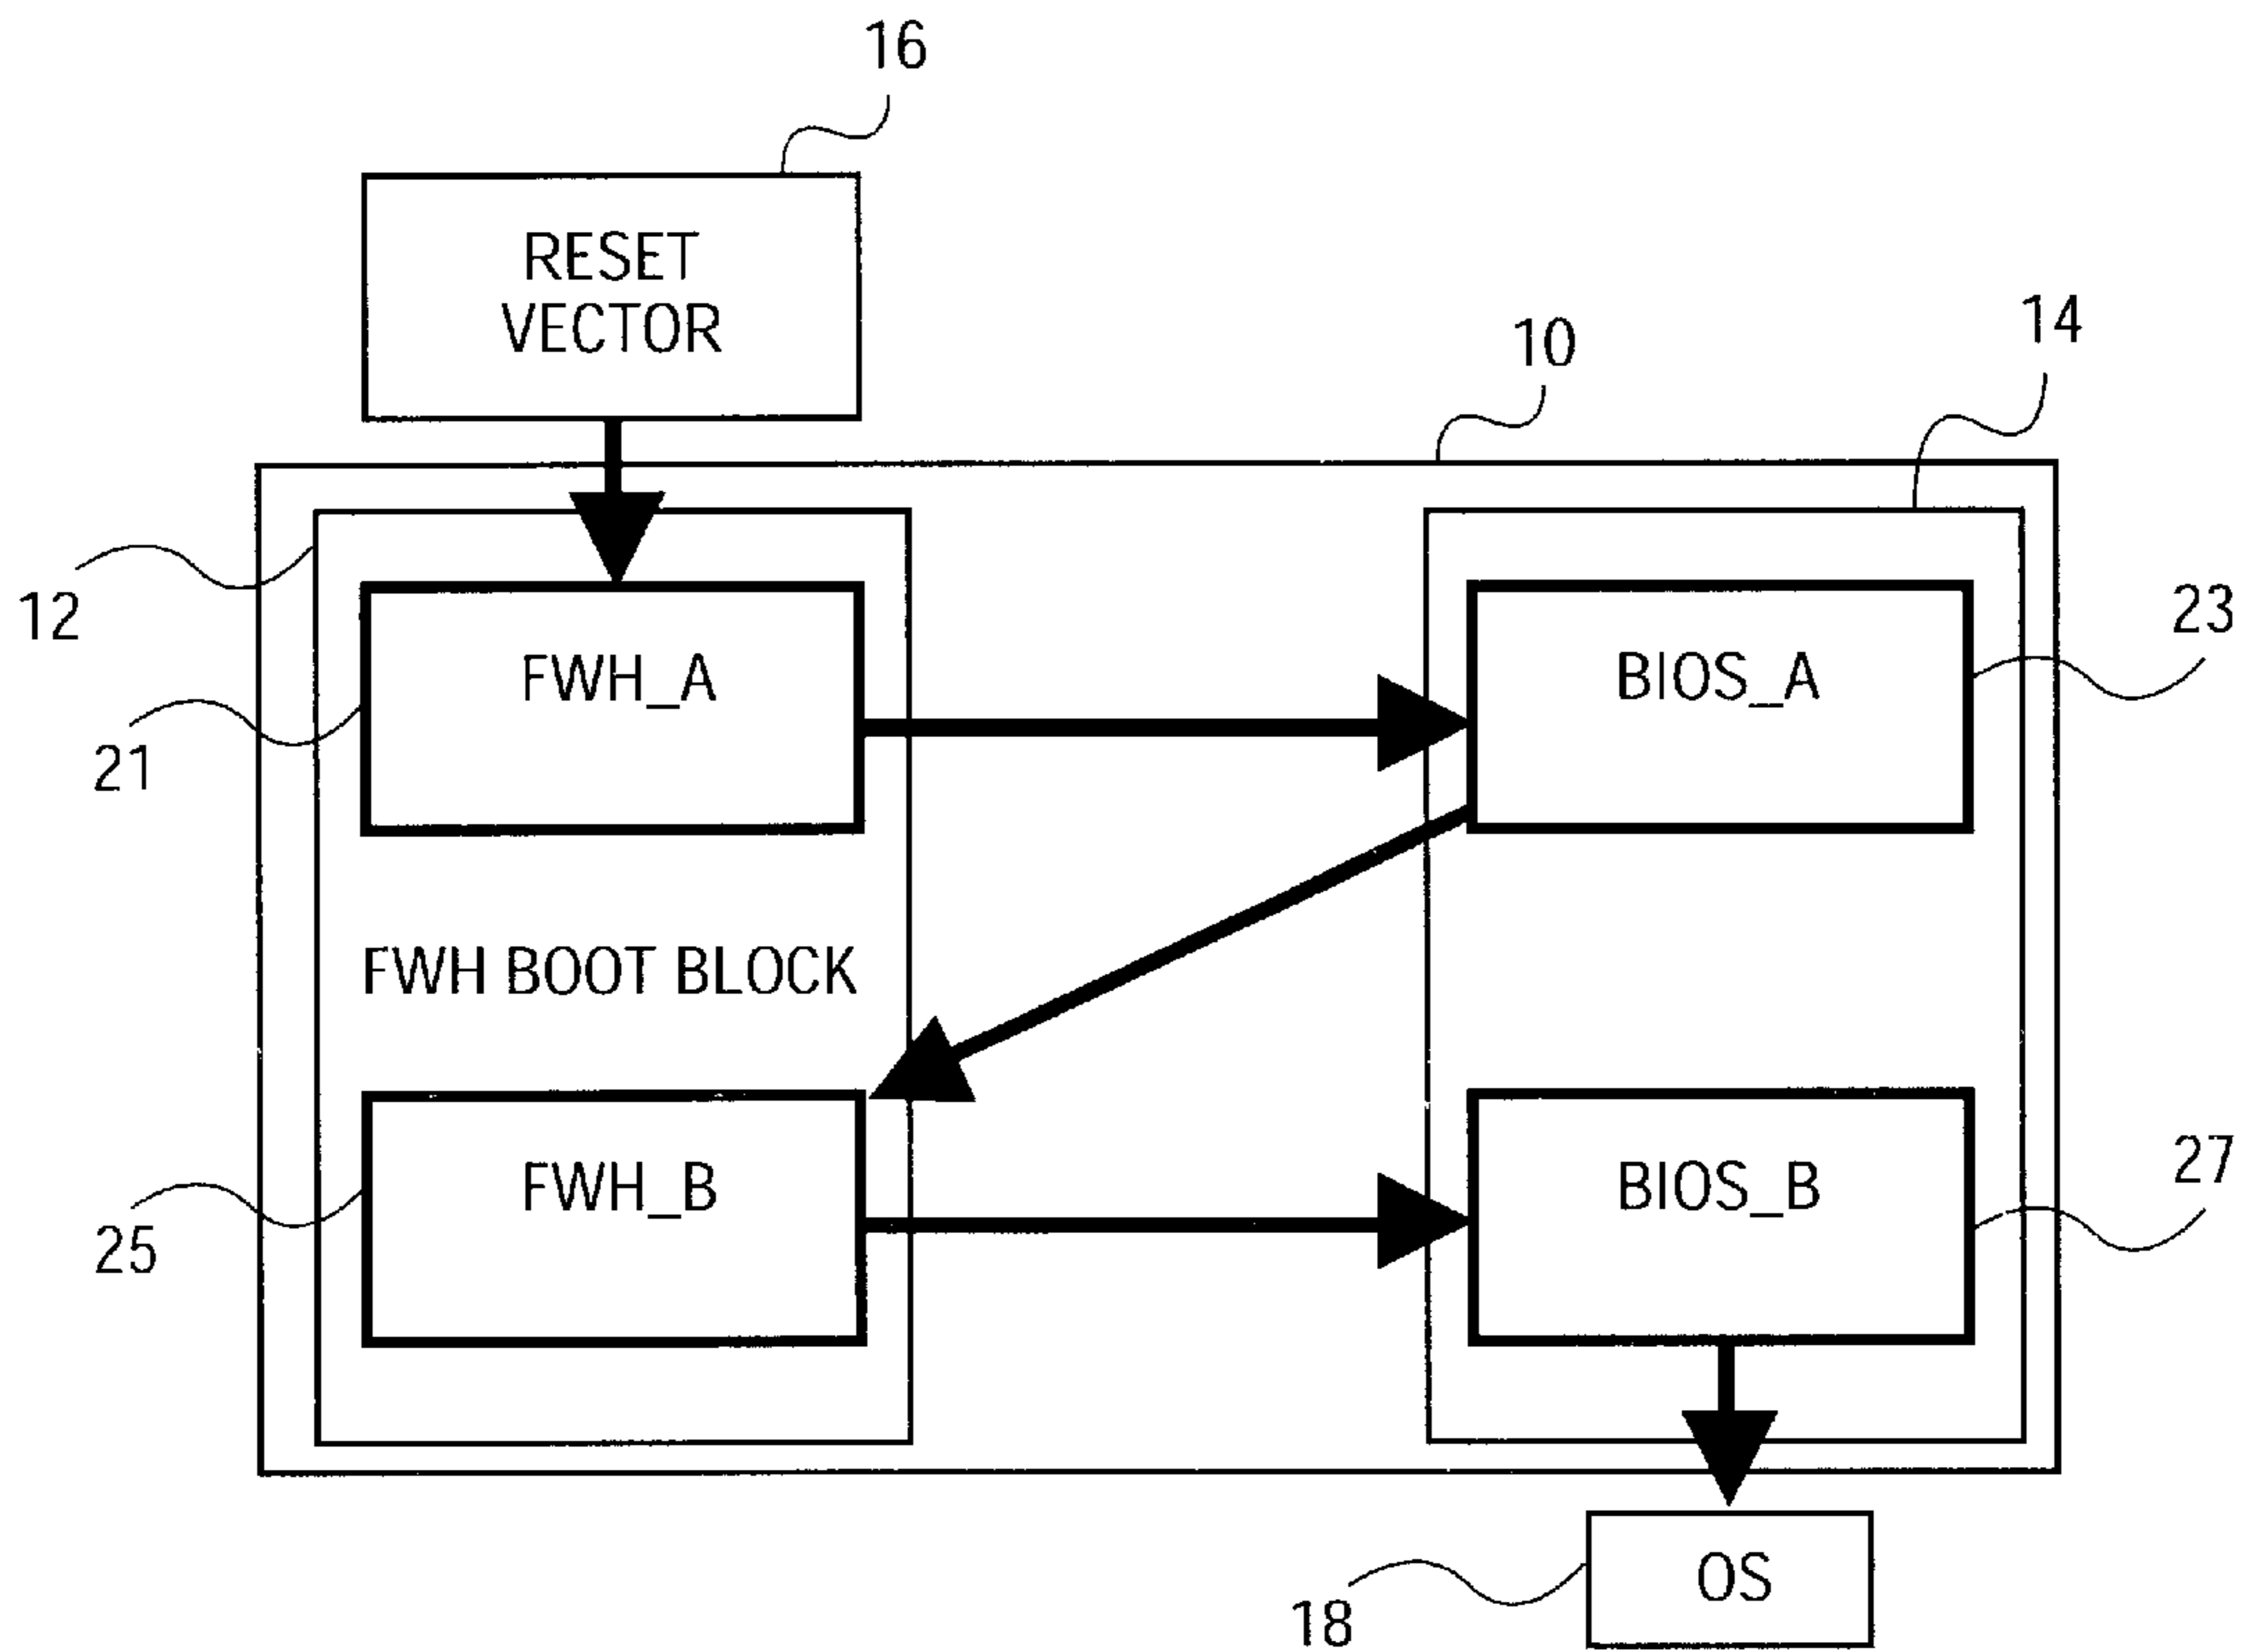 16
RESET
VECTOR
10
14
12
FWH_A
BIOS_A
23
21
FWH BOOT BLOCK
FWH_B
BIOS_B
27
25
OS
18